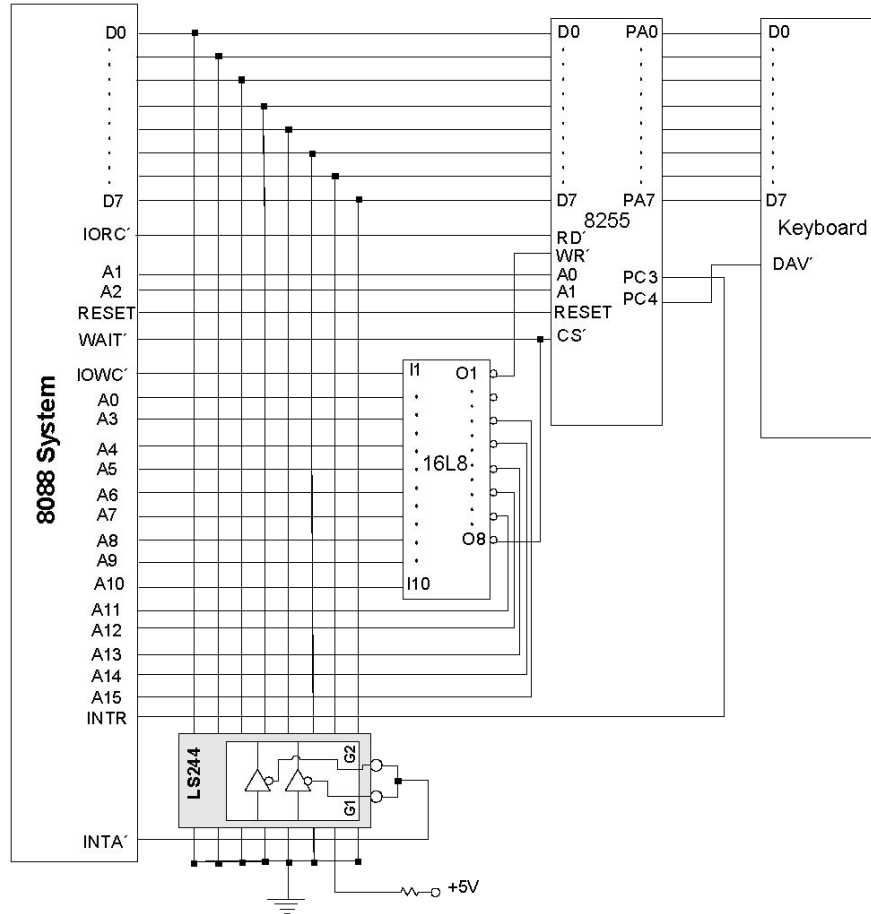 D0
D7
IORC´
A1
A2
RESET
WAIT´
IOWC´
A0
A3
A4
A5
A6
A7
A8
A9
A10
A11
A12
A13
A14
A15
INTR
INTA´
8088 System
D0
D7
8255
RD´
WR´
A0
A1
RESET
CS´
PA0
PA7
PC3
PC4
D0
D7
Keyboard
DAV´
I1
O1
16L8
O8
I10
LS244
G2
G1
+5V